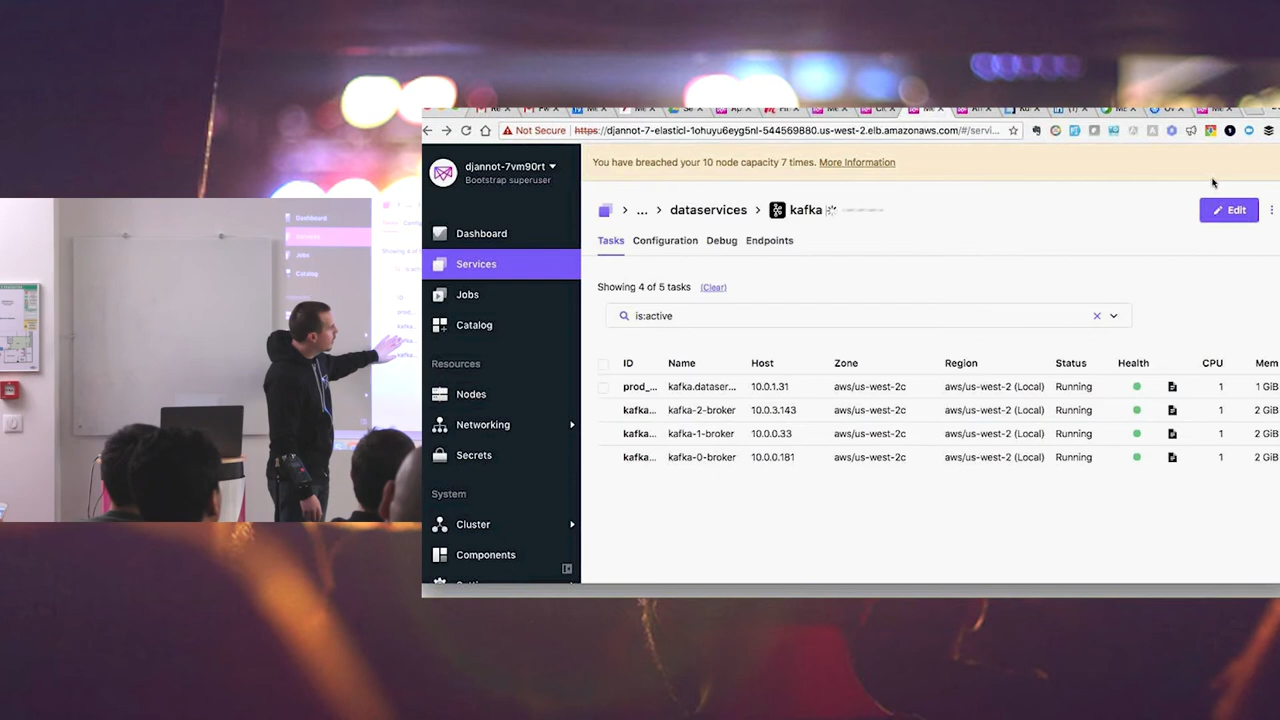 Not Secure https://djannot-7-elasticl-1ohuyu6eyg5nl-544569880.us-west-2.elb.amazonaws.com/#/servi...
djannot-7vm90rt
Bootstrap superuser
You have breached your 10 node capacity 7 times. More Information
... dataservices kafka
Edit
Tasks Configuration Debug Endpoints
Dashboard
Services
Jobs
Catalog
Resources
Nodes
Networking
Secrets
System
Cluster
Components
Showing 4 of 5 tasks (Clear)
is:active
ID Name Host Zone Region Status Health CPU Mem
prod_... kafka.dataser... 10.0.1.31 aws/us-west-2c aws/us-west-2 (Local) Running 1 1 GiB
kafka... kafka-2-broker 10.0.3.143 aws/us-west-2c aws/us-west-2 (Local) Running 1 2 GiB
kafka... kafka-1-broker 10.0.0.33 aws/us-west-2c aws/us-west-2 (Local) Running 1 2 GiB
kafka... kafka-0-broker 10.0.0.181 aws/us-west-2c aws/us-west-2 (Local) Running 1 2 GiB
Dashboard
Jobs
Catalog